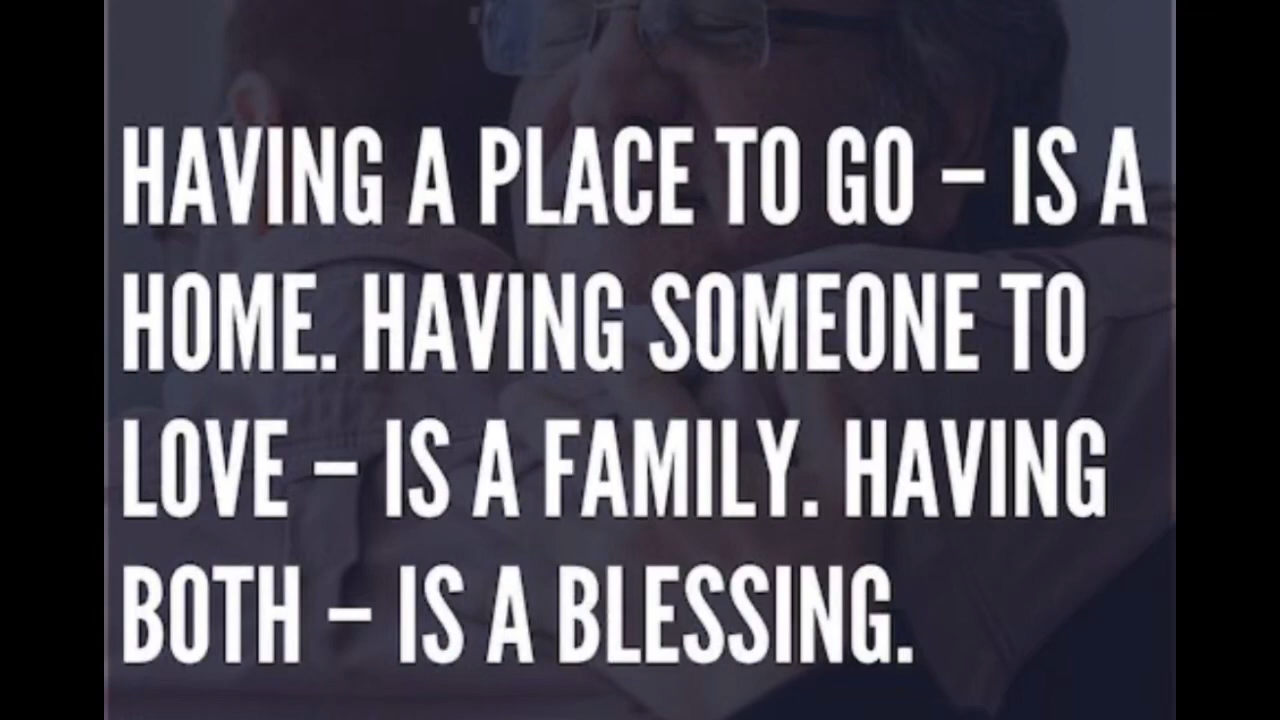 HAVING A PLACE TO GO – IS A
HOME. HAVING SOMEONE TO
LOVE – IS A FAMILY. HAVING
BOTH – IS A BLESSING.